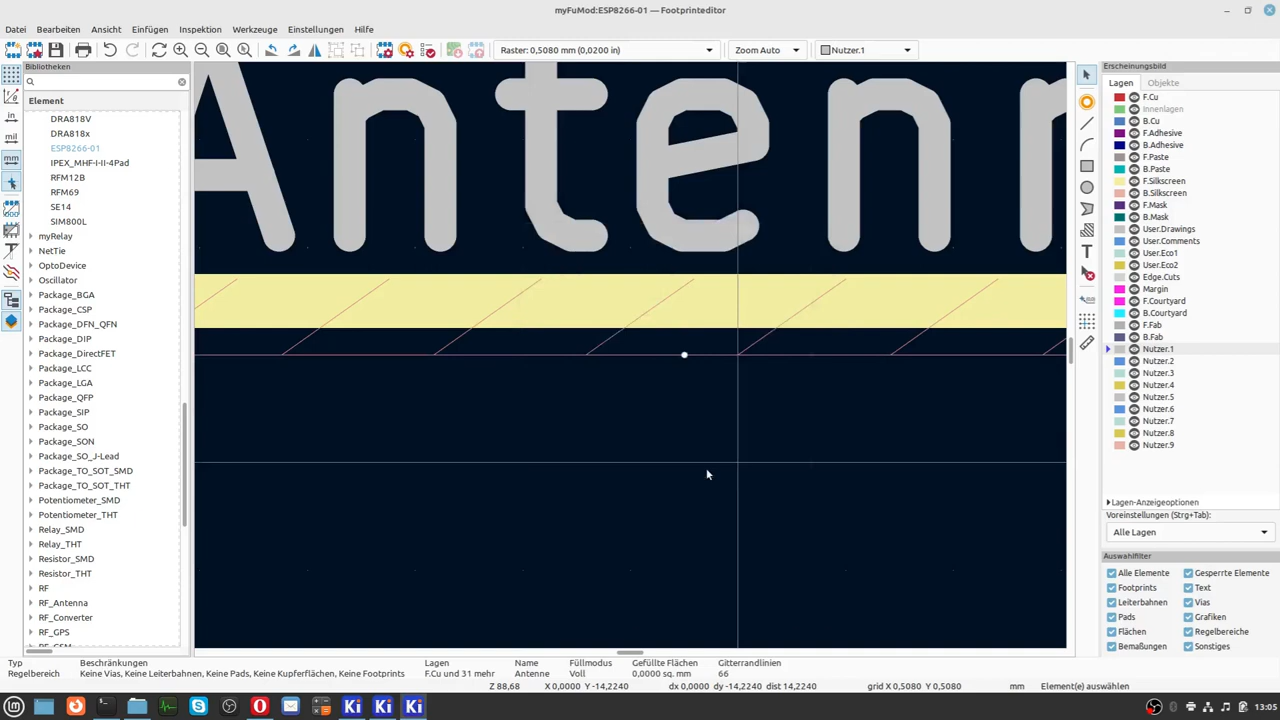 myFuMod:ESP8266-01 — Footprinteditor
Datei Bearbeiten Ansicht Einfügen Inspektion Werkzeuge Einstellungen Hilfe
Raster: 0,5080 mm (0,0200 in) Zoom Auto Nutzer.1
Bibliotheken
Element
DRA818V
DRA818x
ESP8266-01
IPEX_MHF-I-II-4Pad
RFM12B
RFM69
SE14
SIM800L
myRelay
NetTie
OptoDevice
Oscillator
Package_BGA
Package_CSP
Package_DFN_QFN
Package_DIP
Package_DirectFET
Package_LCC
Package_LGA
Package_QFP
Package_SIP
Package_SO
Package_SON
Package_SO_J-Lead
Package_TO_SOT_SMD
Package_TO_SOT_THT
Potentiometer_SMD
Potentiometer_THT
Relay_SMD
Relay_THT
Resistor_SMD
Resistor_THT
RF
RF_Antenna
RF_Converter
RF_GPS
RF_GSM
in
mil
mm
Antenn
Erscheinungsbild
Lagen Objekte
F.Cu
Innenlagen
B.Cu
F.Adhesive
B.Adhesive
F.Paste
B.Paste
F.Silkscreen
B.Silkscreen
F.Mask
B.Mask
User.Drawings
User.Comments
User.Eco1
User.Eco2
Edge.Cuts
Margin
F.Courtyard
B.Courtyard
F.Fab
B.Fab
Nutzer.1
Nutzer.2
Nutzer.3
Nutzer.4
Nutzer.5
Nutzer.6
Nutzer.7
Nutzer.8
Nutzer.9
Lagen-Anzeigeoptionen
Voreinstellungen (Strg+Tab):
Alle Lagen
Auswahlfilter
Alle Elemente Gesperrte Elemente
Footprints Text
Leiterbahnen Vias
Pads Grafiken
Flächen Regelbereiche
Bemaßungen Sonstiges
Typ Beschränkungen Lagen Name Füllmodus Gefüllte Flächen Gitterrandlinien
Regelbereich Keine Vias, Keine Leiterbahnen, Keine Pads, Keine Kupferflächen, Keine Footprints F.Cu und 31 mehr Antenne Voll 0,0000 sq. mm 66
Z 88,68 X 0,0000 Y -14,2240 dx 0,0000 dy -14,2240 dist 14,2240 grid X 0,5080 Y 0,5080 mm Element(e) auswählen
13:05